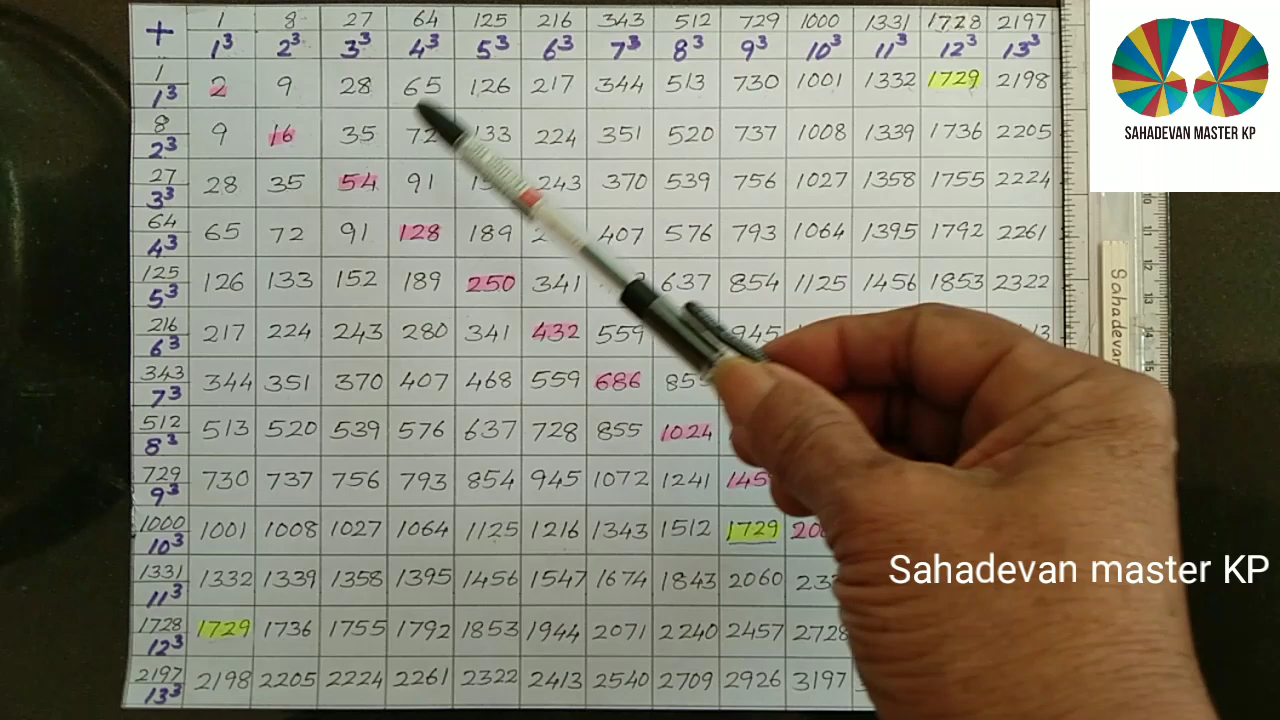 + 1 8 27 64 125 216 343 512 729 1000 1331 1728 2197
1³ 2³ 3³ 4³ 5³ 6³ 7³ 8³ 9³ 10³ 11³ 12³ 13³
1 1³ 2 9 28 65 126 217 344 513 730 1001 1332 1729 2198
8 2³ 9 16 35 72 133 224 351 520 737 1008 1339 1736 2205
27 3³ 28 35 54 91 243 370 539 756 1027 1358 1755 2224
64 4³ 65 72 91 128 189 407 576 793 1064 1395 1792 2261
125 5³ 126 133 152 189 250 341 637 854 1125 1456 1853 2322
216 6³ 217 224 243 280 341 432 559 945
343 7³ 344 351 370 407 468 559 686
512 8³ 513 520 539 576 637 728 855 1024
729 9³ 730 737 756 793 854 945 1072 1241
1000 10³ 1001 1008 1027 1064 1125 1216 1343 1512 1729
1331 11³ 1332 1339 1358 1395 1456 1547 1674 1843 2060
1728 12³ 1729 1736 1755 1792 1853 1944 2071 2240 2457 2728
2197 13³ 2198 2205 2224 2261 2322 2413 2540 2709 2926 3197
SAHADEVAN MASTER KP
10
11
12
13
14
15
Sahadevan
Sahadevan master KP